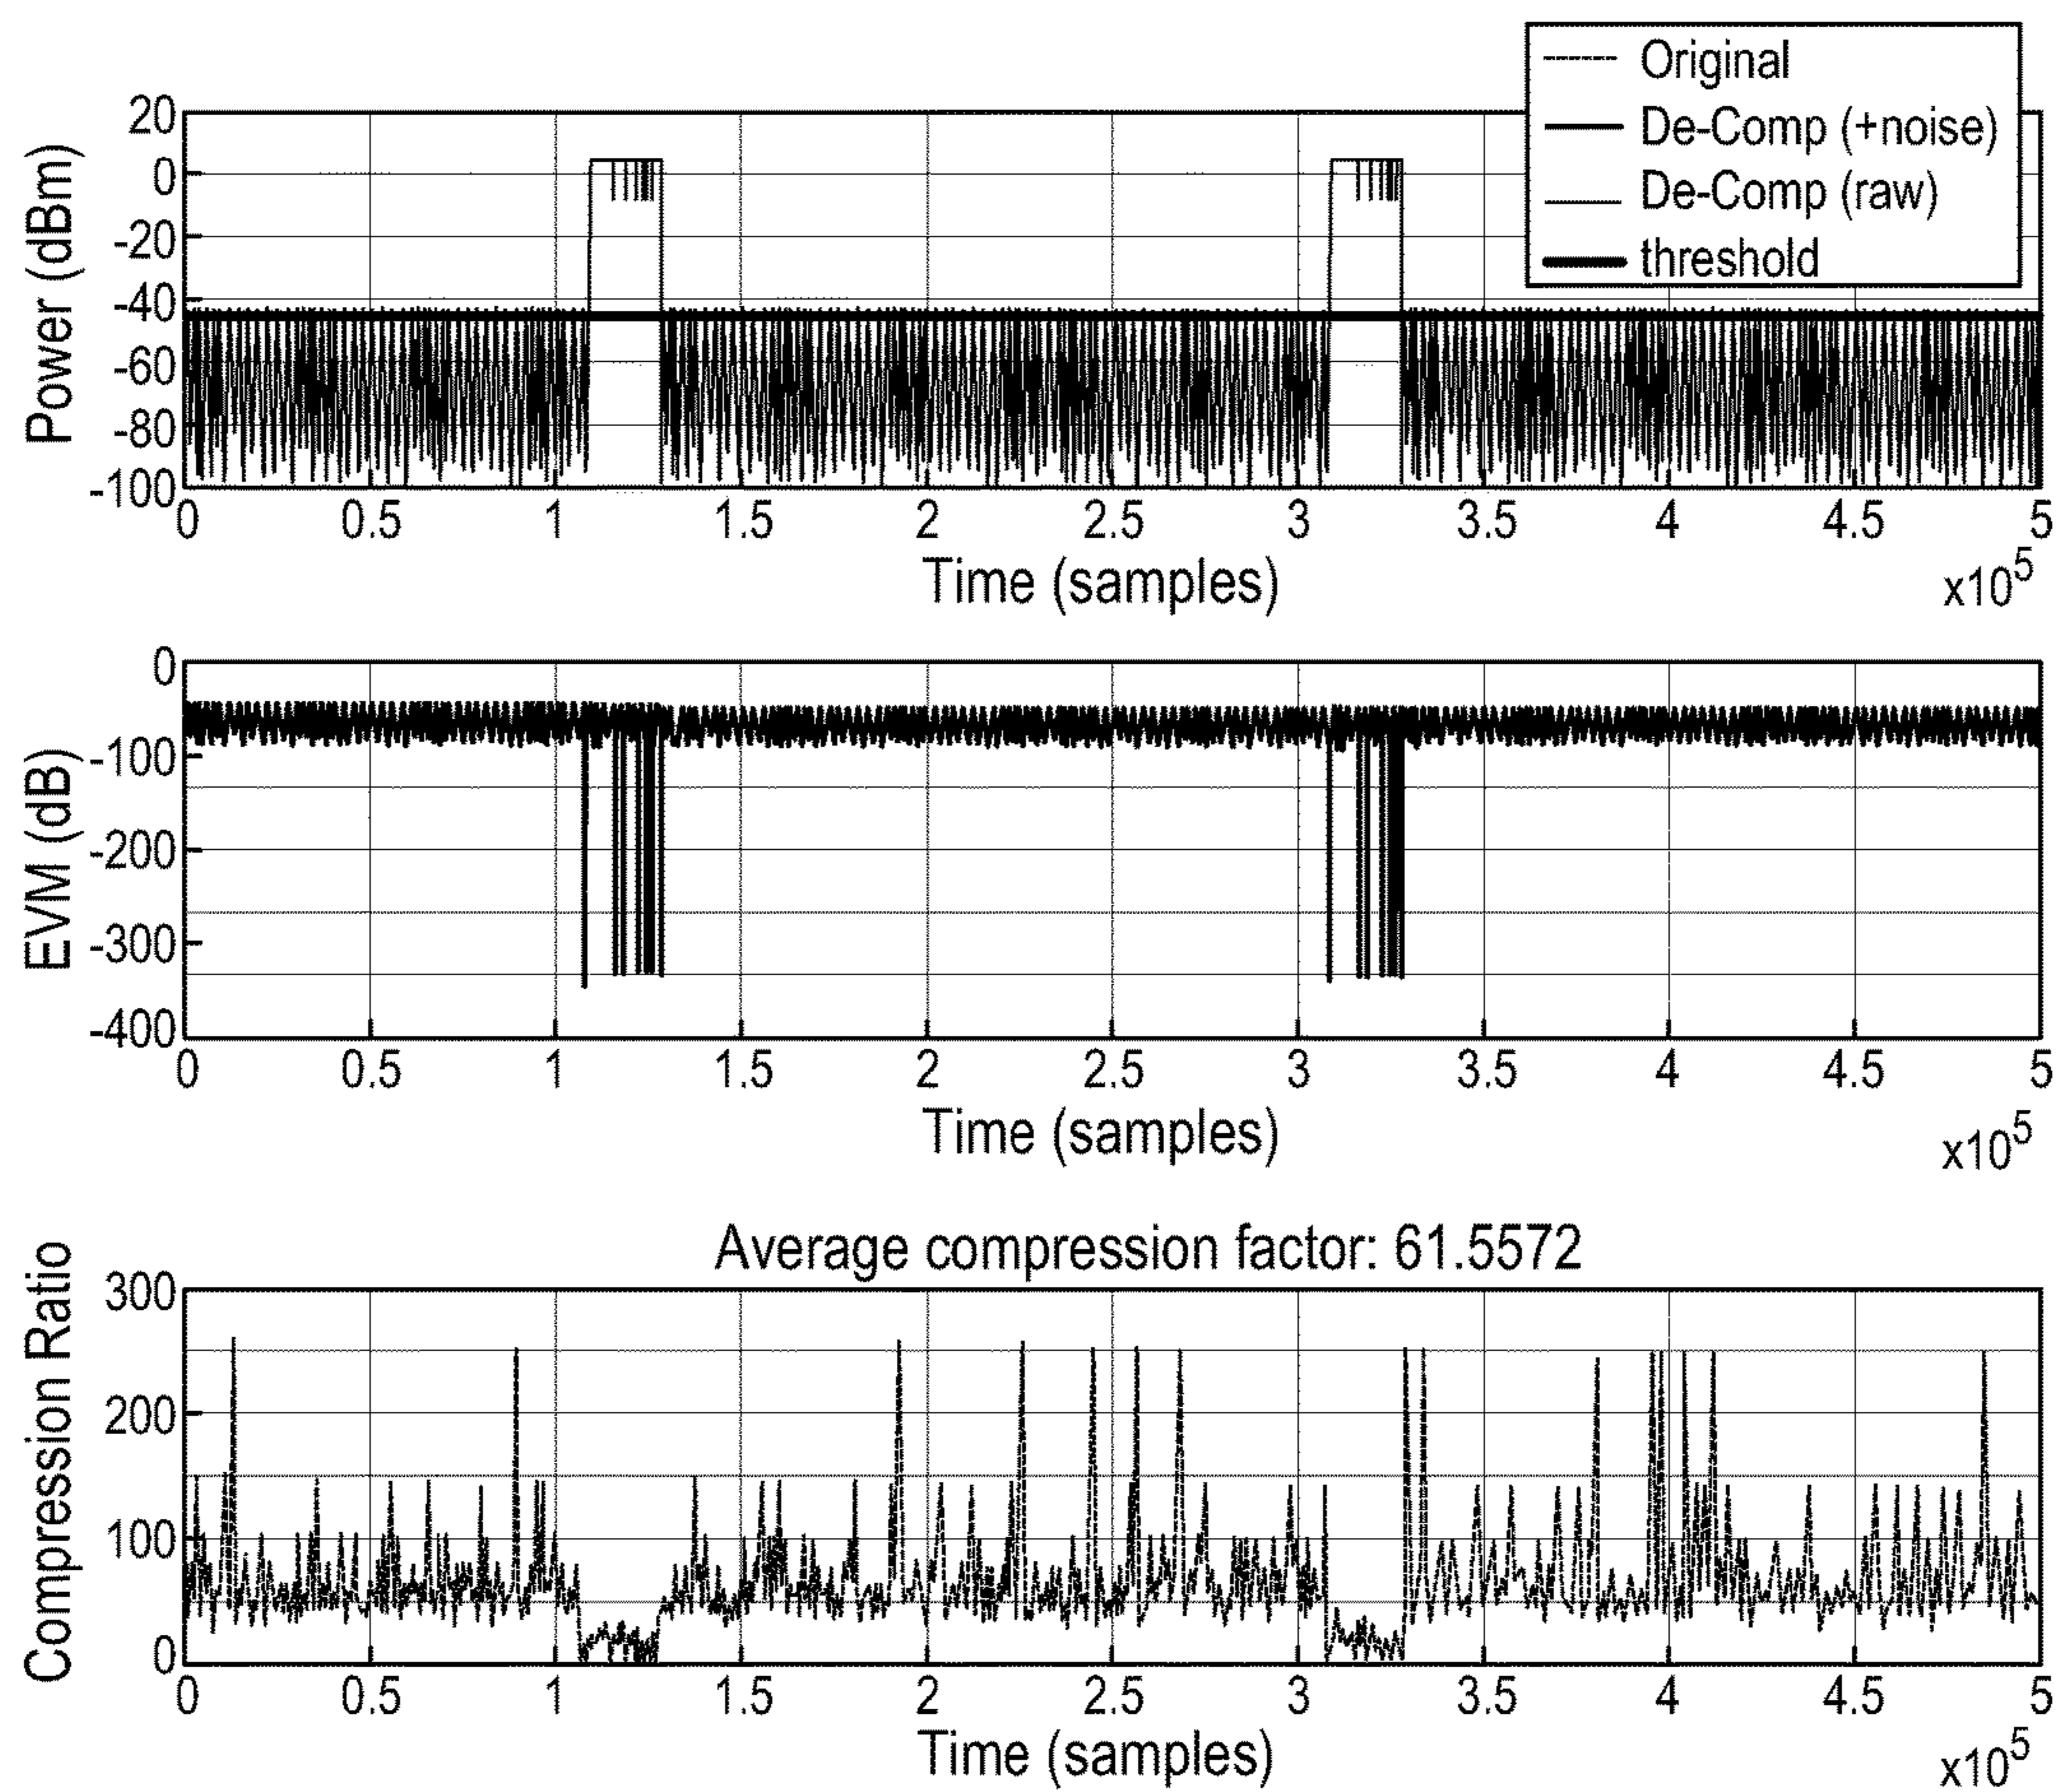 Original
De-Comp (+noise)
De-Comp (raw)
threshold
Power (dBm)
20
0
-20
-40
-60
-80
-100
0 0.5 1 1.5 2 2.5 3 3.5 4 4.5 5
Time (samples)
x10^5
EVM (dB)
0
-100
-200
-300
-400
0 0.5 1 1.5 2 2.5 3 3.5 4 4.5 5
Time (samples)
x10^5
Average compression factor: 61.5572
Compression Ratio
300
200
100
0
0 0.5 1 1.5 2 2.5 3 3.5 4 4.5 5
Time (samples)
x10^5